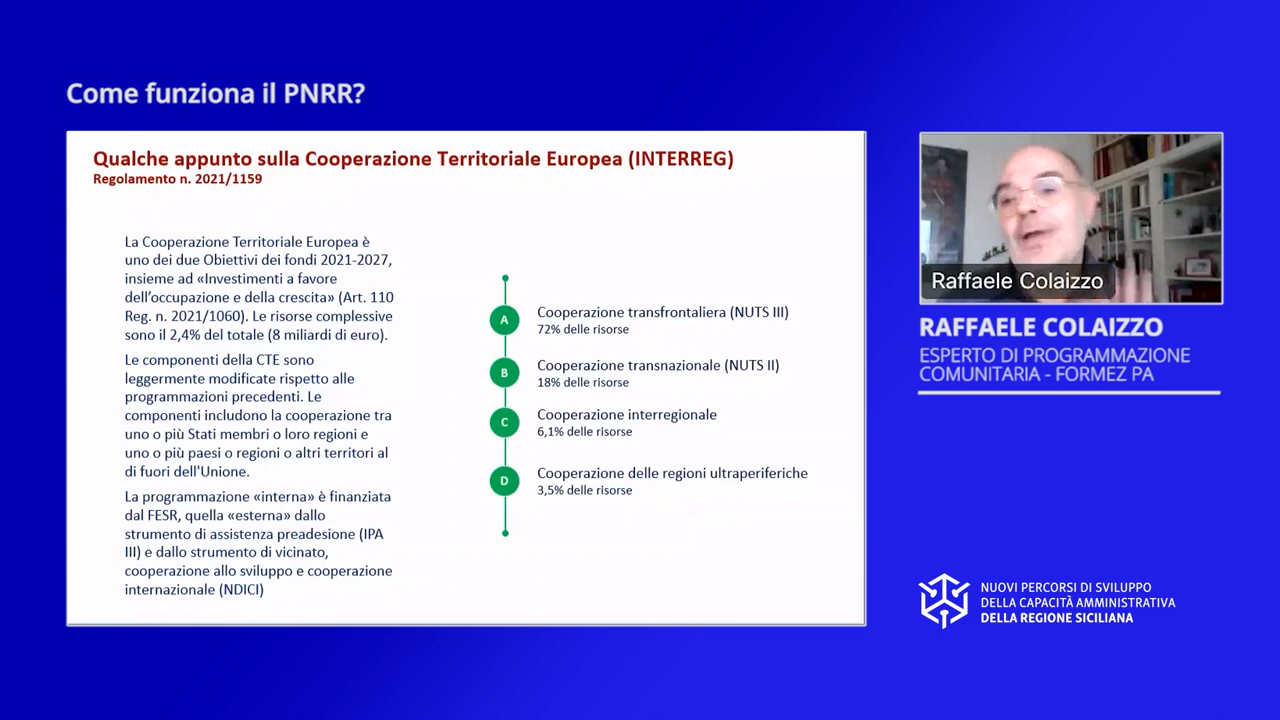 Come funziona il PNRR?
Qualche appunto sulla Cooperazione Territoriale Europea (INTERREG)
Regolamento n. 2021/1159
La Cooperazione Territoriale Europea è
uno dei due Obiettivi dei fondi 2021-2027,
insieme ad «Investimenti a favore
dell'occupazione e della crescita» (Art. 110
Reg. n. 2021/1060). Le risorse complessive
sono il 2,4% del totale (8 miliardi di euro).
Le componenti della CTE sono
leggermente modificate rispetto alle
programmazioni precedenti. Le
componenti includono la cooperazione tra
uno o più Stati membri o loro regioni e
uno o più paesi o regioni o altri territori al
di fuori dell'Unione.
La programmazione «interna» è finanziata
dal FESR, quella «esterna» dallo
strumento di assistenza preadesione (IPA
III) e dallo strumento di vicinato,
cooperazione allo sviluppo e cooperazione
internazionale (NDICI)
A
Cooperazione transfrontaliera (NUTS III)
72% delle risorse
B
Cooperazione transnazionale (NUTS II)
18% delle risorse
C
Cooperazione interregionale
6,1% delle risorse
D
Cooperazione delle regioni ultraperiferiche
3,5% delle risorse
Raffaele Colaizzo
RAFFAELE COLAIZZO
ESPERTO DI PROGRAMMAZIONE
COMUNITARIA - FORMEZ PA
NUOVI PERCORSI DI SVILUPPO
DELLA CAPACITÀ AMMINISTRATIVA
DELLA REGIONE SICILIANA